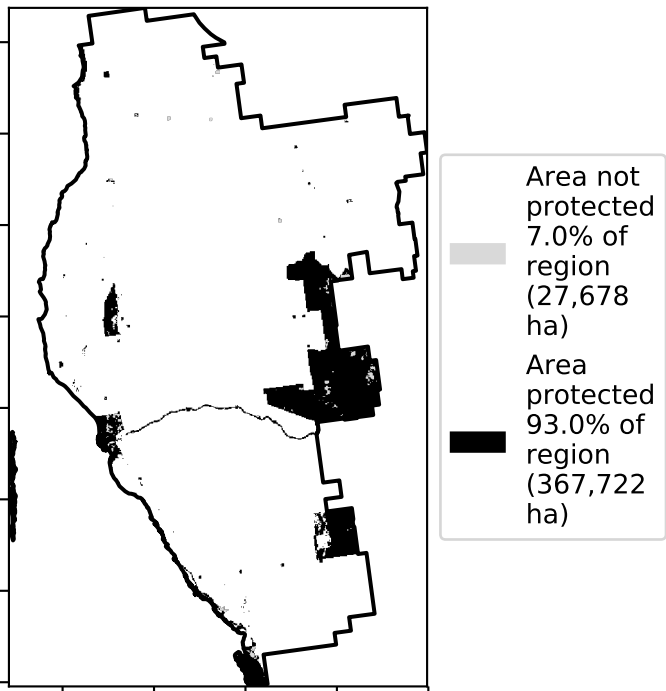 Area not
protected
7.0% of
region
(27,678
ha)
Area
protected
93.0% of
region
(367,722
ha)